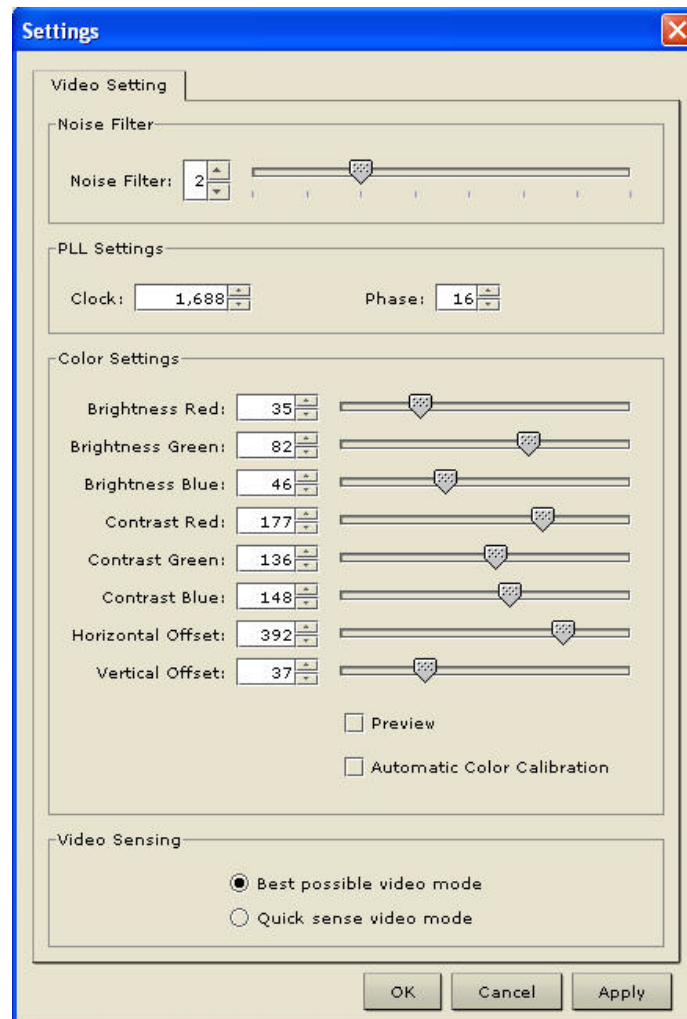 Settings
Video Setting
Noise Filter
Noise Filter: 2
PLL Settings
Clock: 1,688 Phase: 16
Color Settings
Brightness Red: 35
Brightness Green: 82
Brightness Blue: 46
Contrast Red: 177
Contrast Green: 136
Contrast Blue: 148
Horizontal Offset: 392
Vertical Offset: 37
Preview
Automatic Color Calibration
Video Sensing
Best possible video mode
Quick sense video mode
OK Cancel Apply